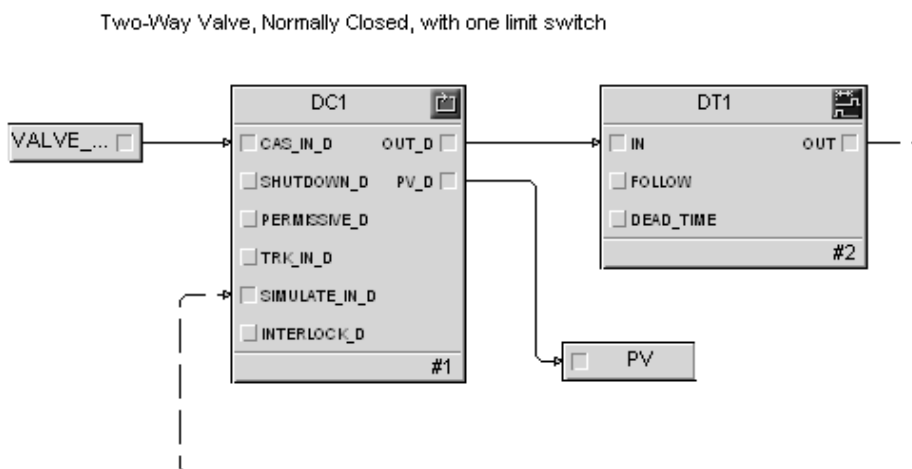 Two-Way Valve, Normally Closed, with one limit switch
DC1
DT1
VALVE_...
CAS_IN_D
OUT_D
IN
OUT
SHUTDOWN_D
PV_D
FOLLOW
PERMISSIVE_D
DEAD_TIME
TRK_IN_D
#2
SIMULATE_IN_D
INTERLOCK_D
PV
#1